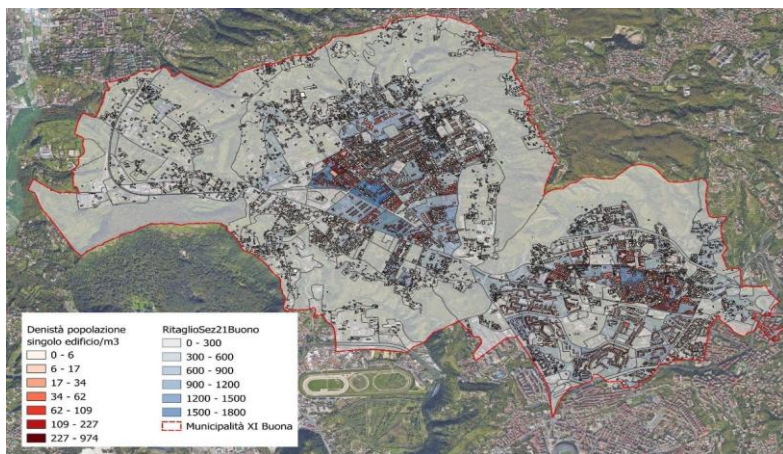 Denistà popolazione
singolo edificio/m3
0 - 6
6 - 17
17 - 34
34 - 62
62 - 109
109 - 227
227 - 974
RitaglioSez21Buono
0 - 300
300 - 600
600 - 900
900 - 1200
1200 - 1500
1500 - 1800
Municipalità XI Buona